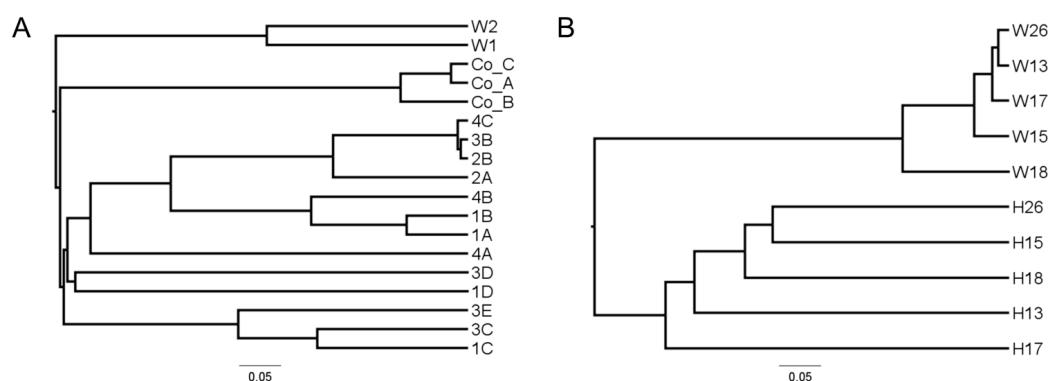 A
W2
W1
Co_C
Co_A
Co_B
4C
3B
2B
2A
4B
1B
1A
4A
3D
1D
3E
3C
1C
0.05
B
W26
W13
W17
W15
W18
H26
H15
H18
H13
H17
0.05